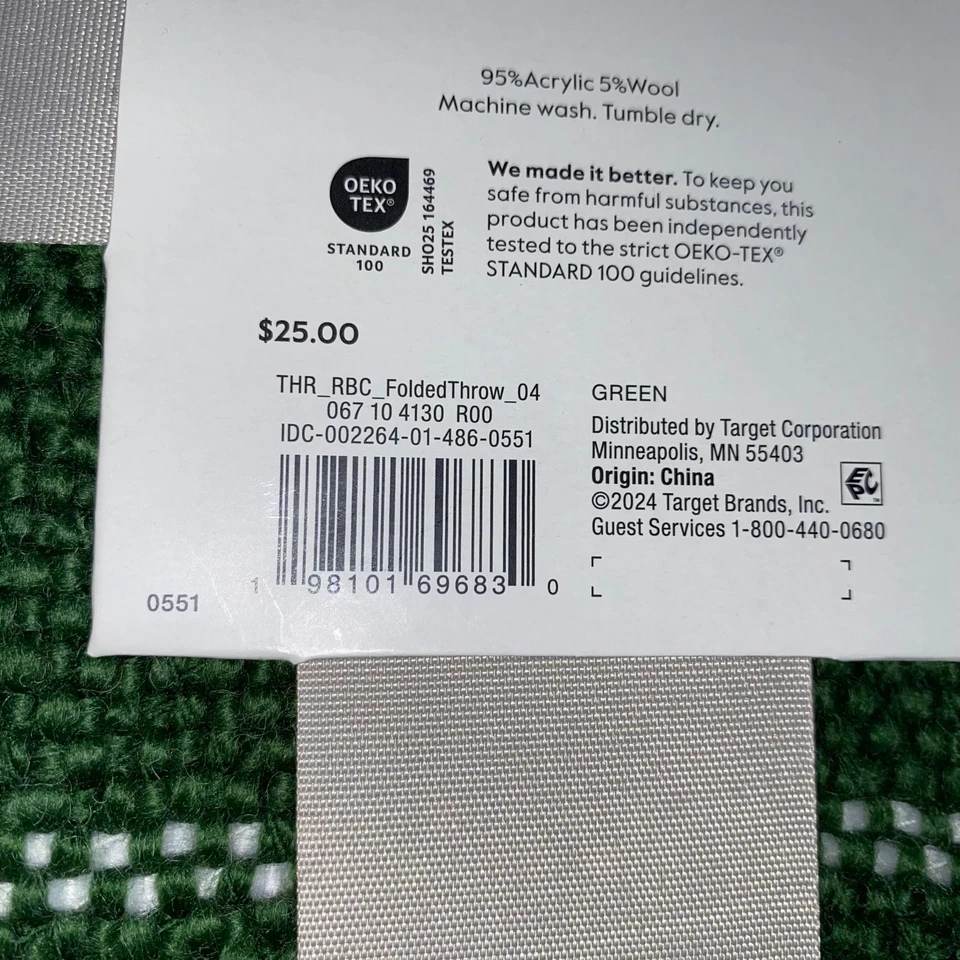 95%Acrylic 5%Wool
Machine wash. Tumble dry.
OEKO
TEX®
STANDARD
100
SHO25 164469
TESTEX
We made it better. To keep you
safe from harmful substances, this
product has been independently
tested to the strict OEKO-TEX®
STANDARD 100 guidelines.
$25.00
THR_RBC_FoldedThrow_04
067 10 4130 R00
IDC-002264-01-486-0551
1 98101 69683 0
0551
GREEN
Distributed by Target Corporation
Minneapolis, MN 55403
Origin: China
©2024 Target Brands, Inc.
Guest Services 1-800-440-0680
EPC™